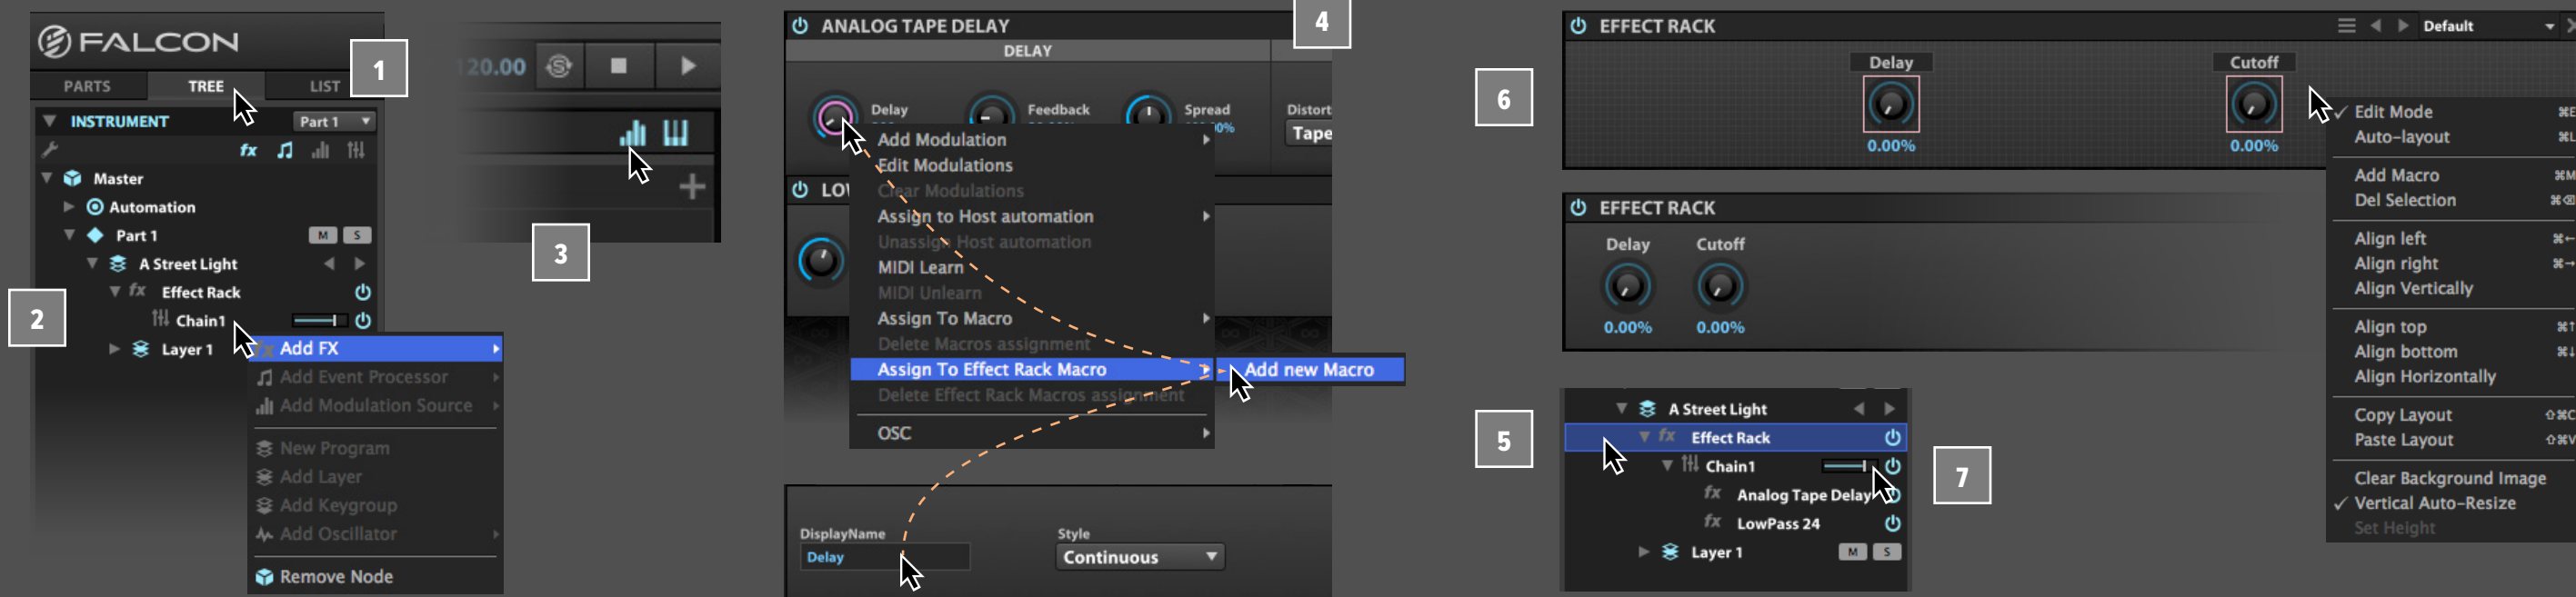 FALCON
1
PARTS TREE LIST
INSTRUMENT Part 1
fx
Master
Automation
Part 1 M S
A Street Light
fx Effect Rack
2
Chain1
Layer 1
Add FX
Add Event Processor
Add Modulation Source
New Program
Add Layer
Add Keygroup
Add Oscillator
Remove Node
120.00 S
3
4
ANALOG TAPE DELAY
DELAY
Delay Feedback Spread Distort
Tape
LOW
Add Modulation
Edit Modulations
Clear Modulations
Assign to Host automation
Unassign Host automation
MIDI Learn
MIDI Unlearn
Assign To Macro
Delete Macros assignment
Assign To Effect Rack Macro
Add new Macro
Delete Effect Rack Macros assignment
OSC
DisplayName Style
Delay Continuous
6
EFFECT RACK Default
Delay Cutoff
0.00% 0.00%
EFFECT RACK
Delay Cutoff
0.00% 0.00%
Edit Mode ⌘E
Auto-layout ⌘L
Add Macro ⌘M
Del Selection ⌘⌫
Align left ⌘←
Align right ⌘→
Align Vertically
Align top ⌘↑
Align bottom ⌘↓
Align Horizontally
Copy Layout ⇧⌘C
Paste Layout ⇧⌘V
Clear Background Image
Vertical Auto-Resize
Set Height
5
A Street Light
fx Effect Rack
Chain1
7
fx Analog Tape Delay
fx LowPass 24
Layer 1 M S